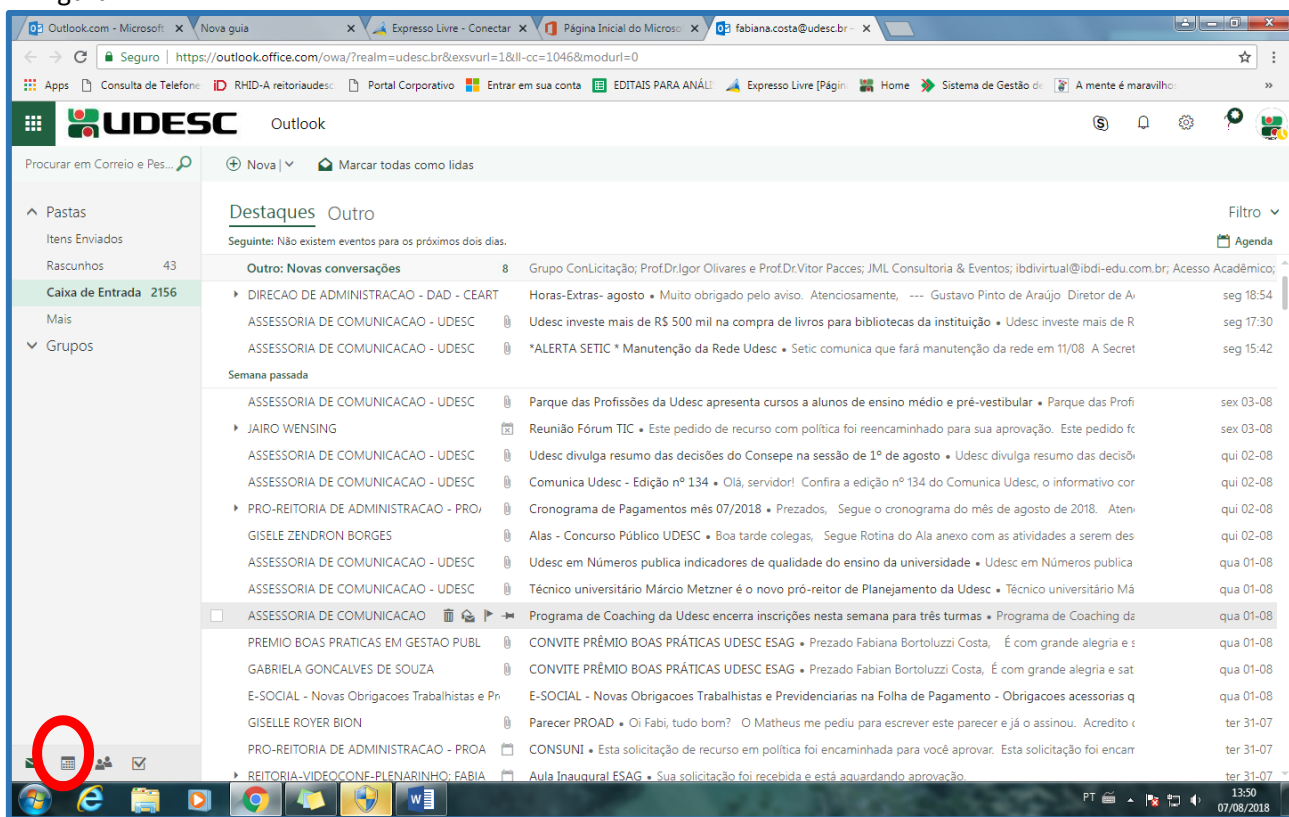 Outlook.com - Microsoft
Nova guia
Expresso Livre - Conectar
Página Inicial do Microso
fabiana.costa@udesc.br -
Seguro | https://outlook.office.com/owa/?realm=udesc.br&exsvurl=1&ll-cc=1046&modurl=0
Apps Consulta de Telefone RHID-A reitoriaudesc Portal Corporativo Entrar em sua conta EDITAIS PARA ANÁLI Expresso Livre [Págin Home Sistema de Gestão de A mente é maravilho »
UDESC Outlook
Procurar em Correio e Pes... Nova | Marcar todas como lidas
Pastas
Itens Enviados
Rascunhos 43
Caixa de Entrada 2156
Mais
Grupos
Destaques Outro Filtro
Seguinte: Não existem eventos para os próximos dois dias. Agenda
Outro: Novas conversações 8 Grupo ConLicitação; Prof.Dr.Igor Olivares e Prof.Dr.Vitor Pacces; JML Consultoria & Eventos; ibdivirtual@ibdi-edu.com.br; Acesso Acadêmico;
DIRECAO DE ADMINISTRACAO - DAD - CEART Horas-Extras- agosto • Muito obrigado pelo aviso. Atenciosamente, --- Gustavo Pinto de Araújo Diretor de A seg 18:54
ASSESSORIA DE COMUNICACAO - UDESC Udesc investe mais de R$ 500 mil na compra de livros para bibliotecas da instituição • Udesc investe mais de R seg 17:30
ASSESSORIA DE COMUNICACAO - UDESC *ALERTA SETIC * Manutenção da Rede Udesc • Setic comunica que fará manutenção da rede em 11/08 A Secret seg 15:42
Semana passada
ASSESSORIA DE COMUNICACAO - UDESC Parque das Profissões da Udesc apresenta cursos a alunos de ensino médio e pré-vestibular • Parque das Profi sex 03-08
JAIRO WENSING Reunião Fórum TIC • Este pedido de recurso com política foi reencaminhado para sua aprovação. Este pedido fo sex 03-08
ASSESSORIA DE COMUNICACAO - UDESC Udesc divulga resumo das decisões do Consepe na sessão de 1º de agosto • Udesc divulga resumo das decisõ qui 02-08
ASSESSORIA DE COMUNICACAO - UDESC Comunica Udesc - Edição nº 134 • Olá, servidor! Confira a edição nº 134 do Comunica Udesc, o informativo cor qui 02-08
PRO-REITORIA DE ADMINISTRACAO - PRO Cronograma de Pagamentos mês 07/2018 • Prezados, Segue o cronograma do mês de agosto de 2018. Aten qui 02-08
GISELE ZENDRON BORGES Alas - Concurso Público UDESC • Boa tarde colegas, Segue Rotina do Ala anexo com as atividades a serem des qui 02-08
ASSESSORIA DE COMUNICACAO - UDESC Udesc em Números publica indicadores de qualidade do ensino da universidade • Udesc em Números publica qua 01-08
ASSESSORIA DE COMUNICACAO - UDESC Técnico universitário Márcio Metzner é o novo pró-reitor de Planejamento da Udesc • Técnico universitário Má qua 01-08
ASSESSORIA DE COMUNICACAO Programa de Coaching da Udesc encerra inscrições nesta semana para três turmas • Programa de Coaching da qua 01-08
PREMIO BOAS PRATICAS EM GESTAO PUBL CONVITE PRÊMIO BOAS PRÁTICAS UDESC ESAG • Prezado Fabiana Bortoluzzi Costa, É com grande alegria e s qua 01-08
GABRIELA GONCALVES DE SOUZA CONVITE PRÊMIO BOAS PRÁTICAS UDESC ESAG • Prezado Fabian Bortoluzzi Costa, É com grande alegria e sat qua 01-08
E-SOCIAL - Novas Obrigacoes Trabalhistas e Pr E-SOCIAL - Novas Obrigacoes Trabalhistas e Previdenciarias na Folha de Pagamento - Obrigacoes acessorias q qua 01-08
GISELLE ROYER BION Parecer PROAD • Oi Fabi, tudo bom? O Matheus me pediu para escrever este parecer e já o assinou. Acredito ter 31-07
PRO-REITORIA DE ADMINISTRACAO - PROA CONSUNI • Esta solicitação de recurso em política foi encaminhada para você aprovar. Esta solicitação foi encam ter 31-07
REITORIA-VIDEOCONF-PLENARINHO; FABIA Aula Inaugural ESAG • Sua solicitação foi recebida e está aguardando aprovação. ter 31-07
PT 13:50
07/08/2018